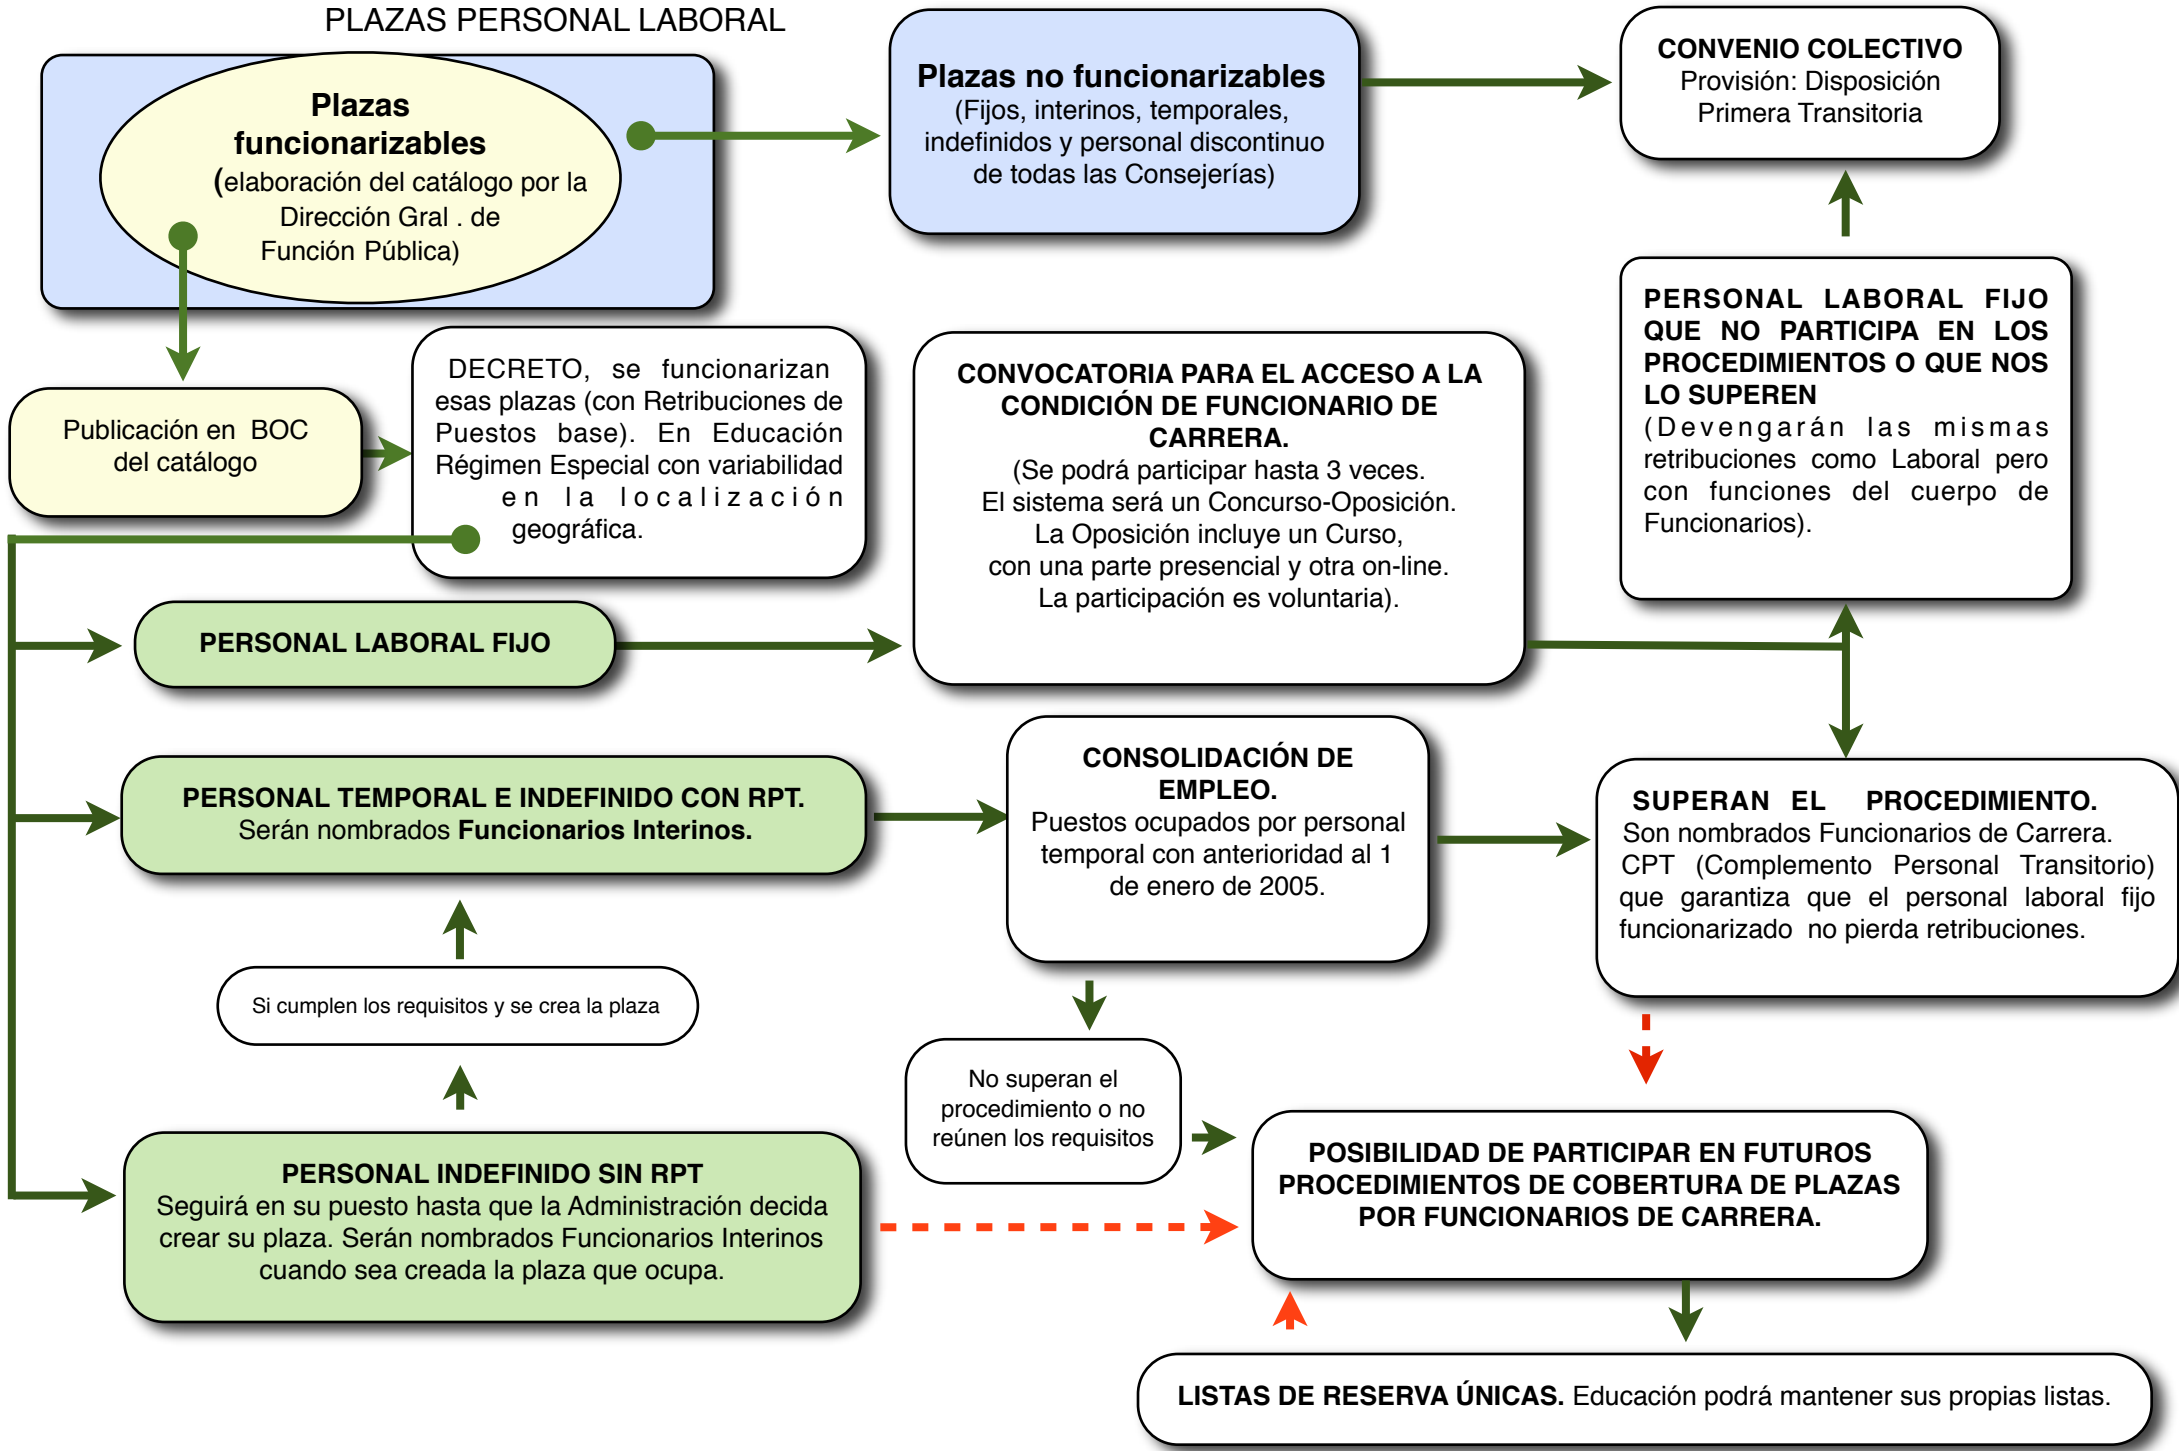 PLAZAS PERSONAL LABORAL
Plazas
funcionarizables
(elaboración del catálogo por la
Dirección Gral . de
Función Pública)
Plazas no funcionarizables
(Fijos, interinos, temporales,
indefinidos y personal discontinuo
de todas las Consejerías)
CONVENIO COLECTIVO
Provisión: Disposición
Primera Transitoria
Publicación en BOC
del catálogo
DECRETO, se funcionarizan
esas plazas (con Retribuciones de
Puestos base). En Educación
Régimen Especial con variabilidad
en la localización
geográfica.
CONVOCATORIA PARA EL ACCESO A LA
CONDICIÓN DE FUNCIONARIO DE
CARRERA.
(Se podrá participar hasta 3 veces.
El sistema será un Concurso-Oposición.
La Oposición incluye un Curso,
con una parte presencial y otra on-line.
La participación es voluntaria).
PERSONAL LABORAL FIJO
QUE NO PARTICIPA EN LOS
PROCEDIMIENTOS O QUE NOS
LO SUPEREN
(Devengarán las mismas
retribuciones como Laboral pero
con funciones del cuerpo de
Funcionarios).
PERSONAL LABORAL FIJO
PERSONAL TEMPORAL E INDEFINIDO CON RPT.
Serán nombrados Funcionarios Interinos.
CONSOLIDACIÓN DE
EMPLEO.
Puestos ocupados por personal
temporal con anterioridad al 1
de enero de 2005.
SUPERAN EL PROCEDIMIENTO.
Son nombrados Funcionarios de Carrera.
CPT (Complemento Personal Transitorio)
que garantiza que el personal laboral fijo
funcionarizado no pierda retribuciones.
Si cumplen los requisitos y se crea la plaza
No superan el
procedimiento o no
reúnen los requisitos
PERSONAL INDEFINIDO SIN RPT
Seguirá en su puesto hasta que la Administración decida
crear su plaza. Serán nombrados Funcionarios Interinos
cuando sea creada la plaza que ocupa.
POSIBILIDAD DE PARTICIPAR EN FUTUROS
PROCEDIMIENTOS DE COBERTURA DE PLAZAS
POR FUNCIONARIOS DE CARRERA.
LISTAS DE RESERVA ÚNICAS. Educación podrá mantener sus propias listas.